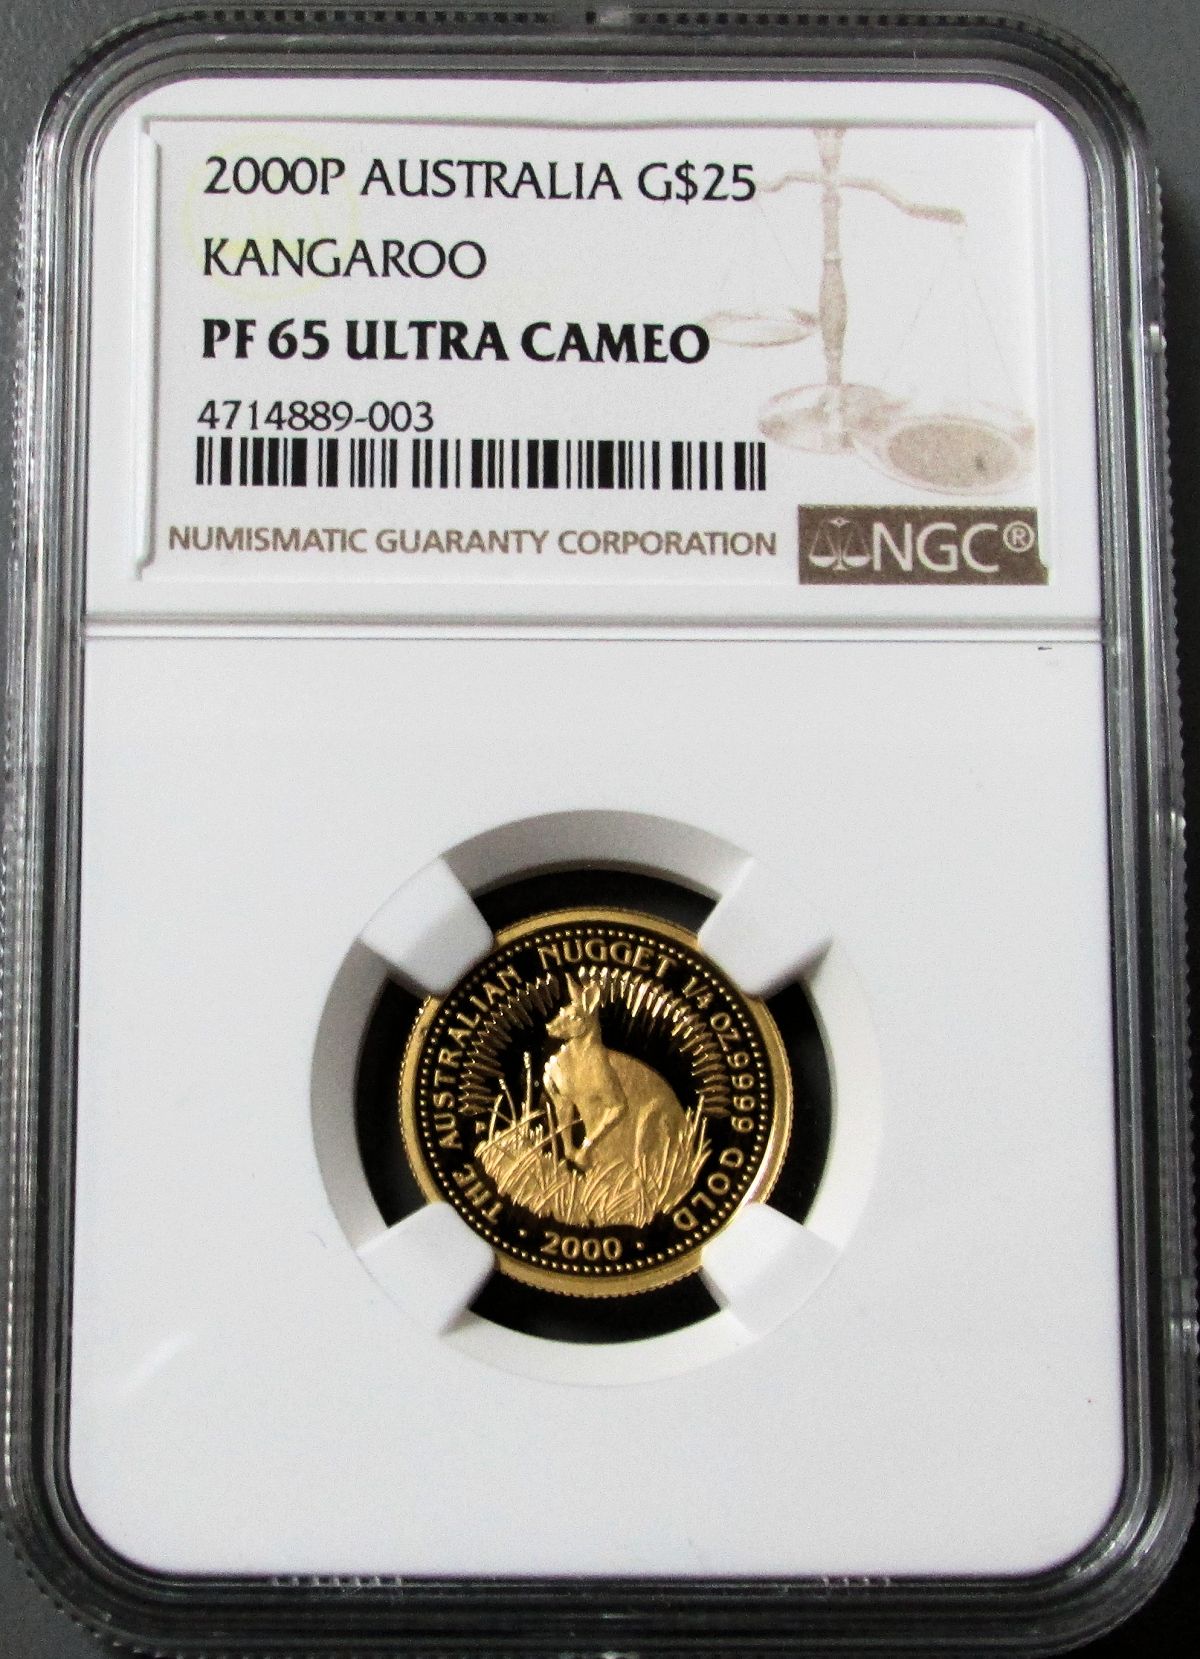 2000P AUSTRALIA G$25
KANGAROO
PF 65 ULTRA CAMEO
4714889-003
NUMISMATIC GUARANTY CORPORATION
NGC®
THE AUSTRALIAN NUGGET 1/4 OZ.9999 GOLD
P
· 2000 ·